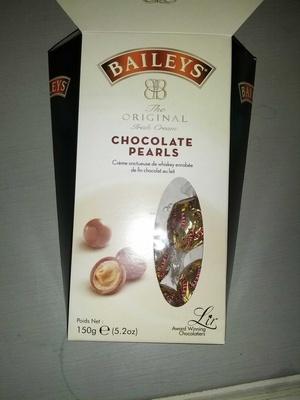 BAILEYS
The
ORIGINAL
Irish Cream
CHOCOLATE
PEARLS
Crème onctueuse de whiskey enrobée
de fin chocolat au lait
Poids Net :
150g e (5.2oz)
Lir
Award Winning
Chocolatiers